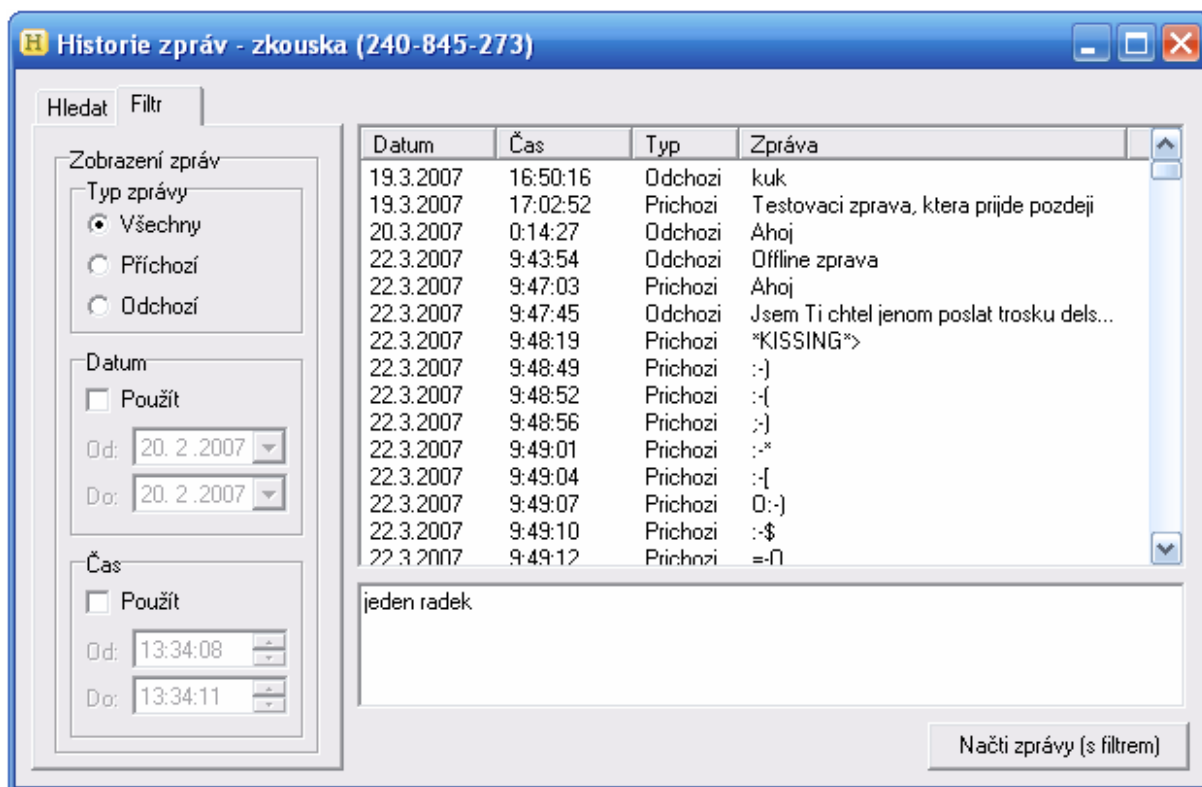 Historie zpráv - zkouska (240-845-273)
Hledat Filtr
Zobrazení zpráv
Typ zprávy
Všechny
Příchozí
Odchozí
Datum
Použít
Od: 20. 2 .2007
Do: 20. 2 .2007
Čas
Použít
Od: 13:34:08
Do: 13:34:11
Datum Čas Typ Zpráva
19.3.2007 16:50:16 Odchozi kuk
19.3.2007 17:02:52 Prichozi Testovaci zprava, ktera prijde pozdeji
20.3.2007 0:14:27 Odchozi Ahoj
22.3.2007 9:43:54 Odchozi Offline zprava
22.3.2007 9:47:03 Prichozi Ahoj
22.3.2007 9:47:45 Odchozi Jsem Ti chtel jenom poslat trosku dels...
22.3.2007 9:48:19 Prichozi *KISSING*>
22.3.2007 9:48:49 Prichozi :-)
22.3.2007 9:48:52 Prichozi :-(
22.3.2007 9:48:56 Prichozi ;-)
22.3.2007 9:49:01 Prichozi :-*
22.3.2007 9:49:04 Prichozi :-[
22.3.2007 9:49:07 Prichozi O:-)
22.3.2007 9:49:10 Prichozi :-$
22.3.2007 9:49:12 Prichozi =-O
jeden radek
Načti zprávy (s filtrem)